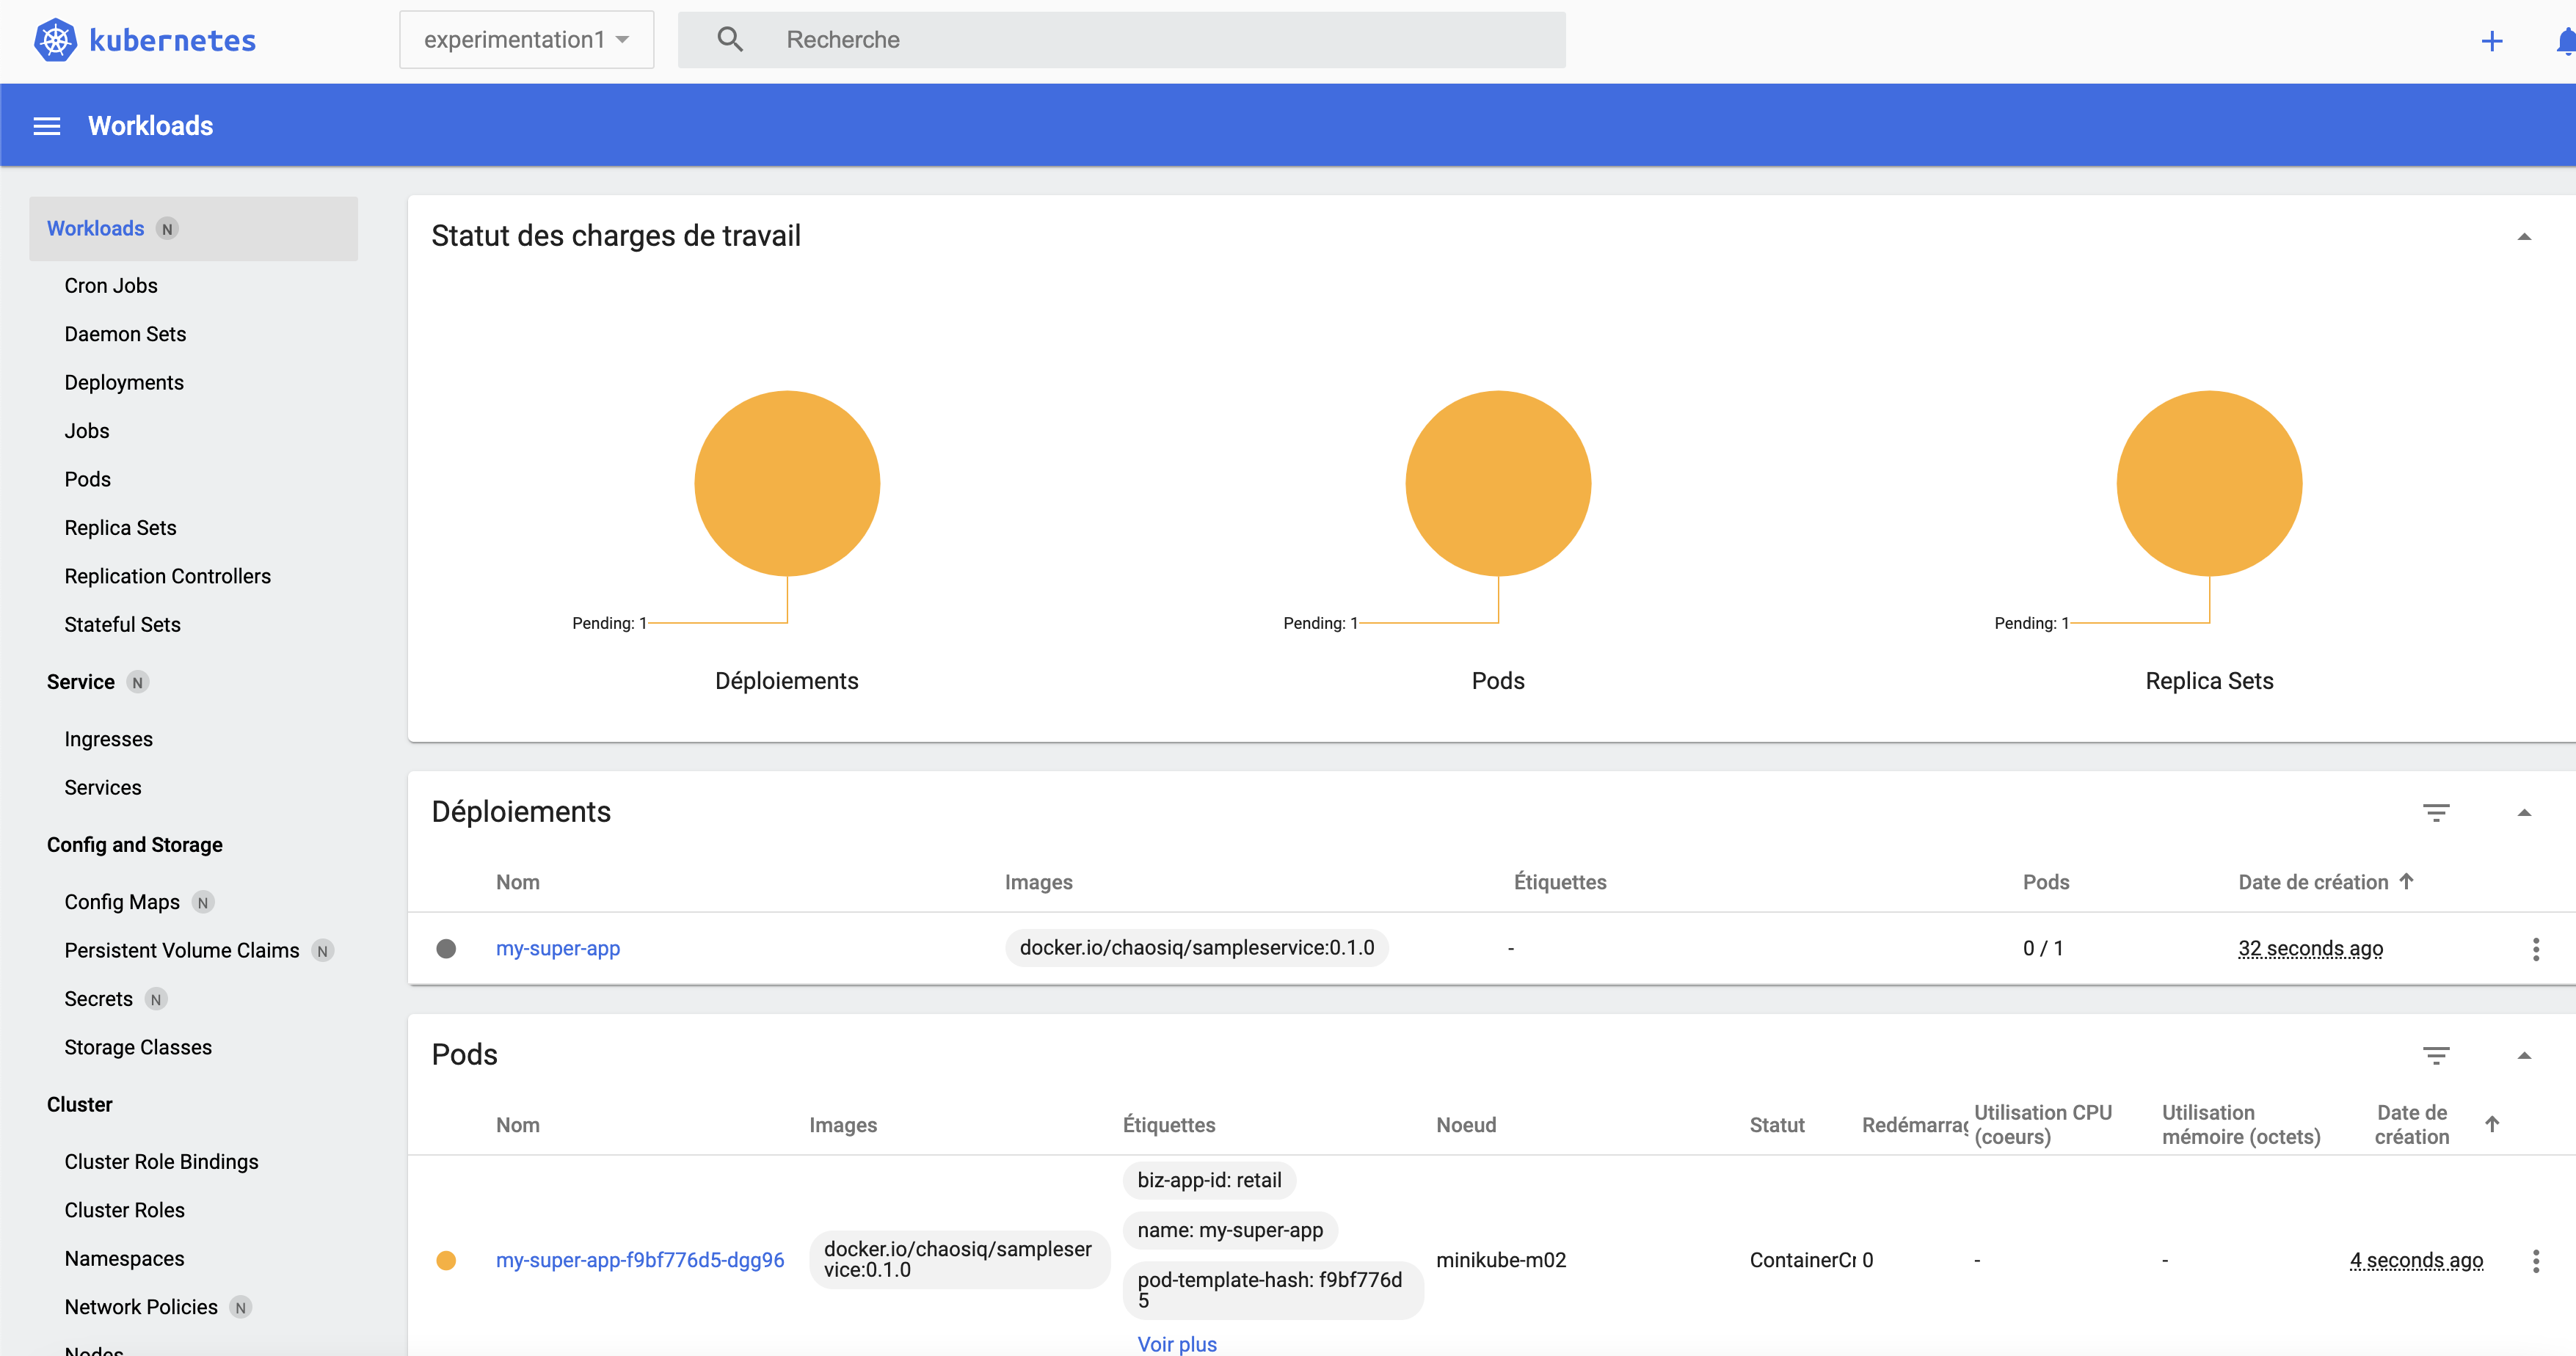 kubernetes
experimentation1
Recherche
Workloads
Workloads N
Cron Jobs
Daemon Sets
Deployments
Jobs
Pods
Replica Sets
Replication Controllers
Stateful Sets
Service N
Ingresses
Services
Config and Storage
Config Maps N
Persistent Volume Claims N
Secrets N
Storage Classes
Cluster
Cluster Role Bindings
Cluster Roles
Namespaces
Network Policies N
Nodes
Statut des charges de travail
Pending: 1
Déploiements
Pending: 1
Pods
Pending: 1
Replica Sets
Déploiements
Nom Images Étiquettes Pods Date de création
my-super-app docker.io/chaosiq/sampleservice:0.1.0 - 0 / 1 32 seconds ago
Pods
Nom Images Étiquettes Noeud Statut Redémarrag Utilisation CPU
(coeurs)
Utilisation
mémoire (octets)
Date de
création
my-super-app-f9bf776d5-dgg96
docker.io/chaosiq/sampleser
vice:0.1.0
biz-app-id: retail
name: my-super-app
pod-template-hash: f9bf776d
5
Voir plus
minikube-m02 ContainerCr 0 - - 4 seconds ago